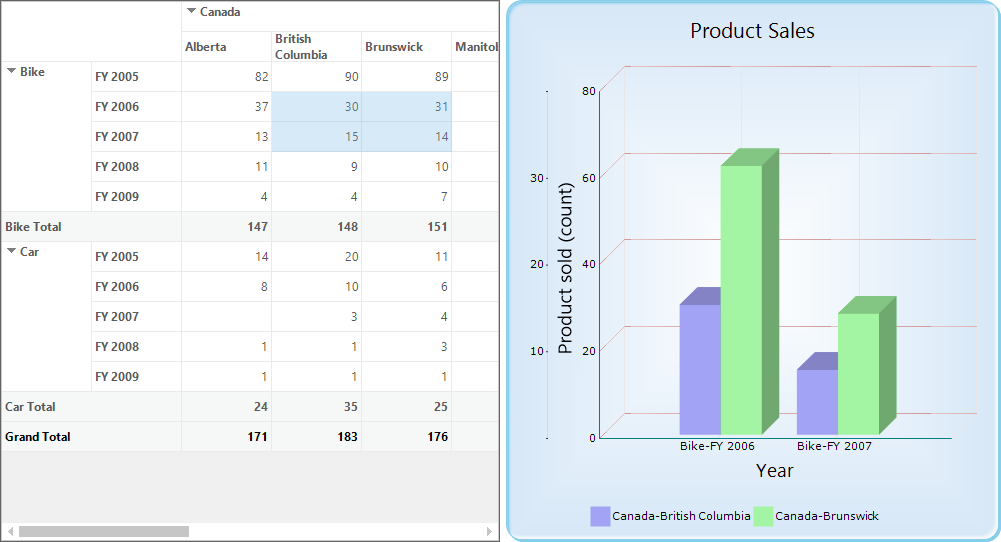 Canada
Alberta British Columbia Brunswick Manitol
Bike FY 2005 82 90 89
FY 2006 37 30 31
FY 2007 13 15 14
FY 2008 11 9 10
FY 2009 4 4 7
Bike Total 147 148 151
Car FY 2005 14 20 11
FY 2006 8 10 6
FY 2007 3 4
FY 2008 1 1 3
FY 2009 1 1 1
Car Total 24 35 25
Grand Total 171 183 176
Product Sales
80
30 60
20 40
10 20
0
Product sold (count)
Bike-FY 2006 Bike-FY 2007
Year
Canada-British Columbia Canada-Brunswick